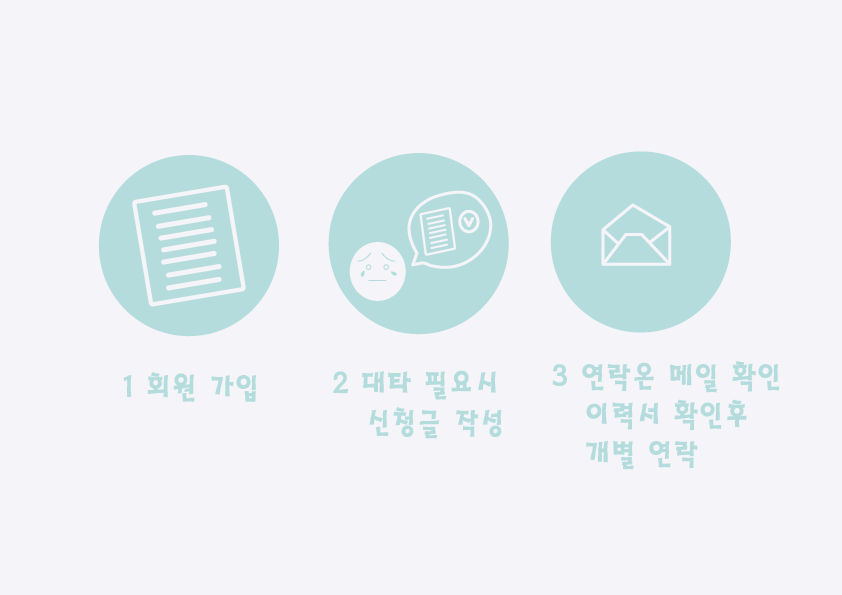 1 회원 가입
2 대타 필요시
신청글 작성
3 연락온 메일 확인
이력서 확인후
개별 연락